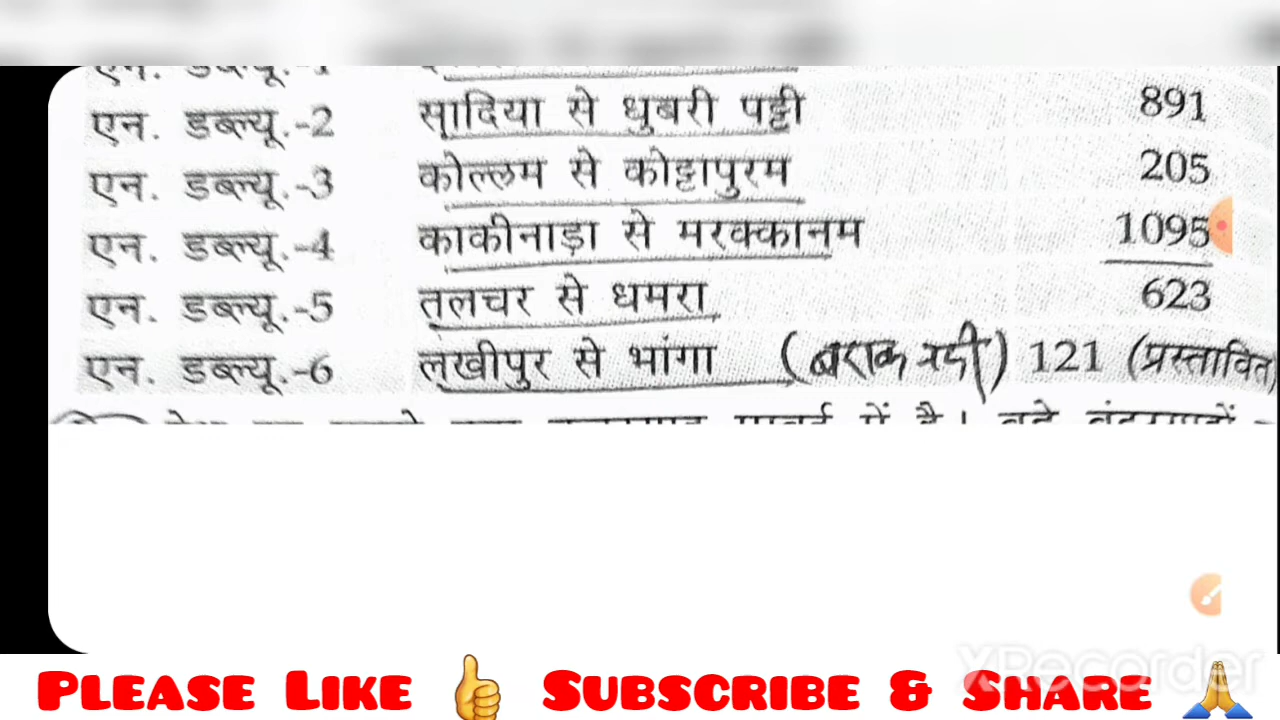 एन. डब्ल्यू.-2 सादिया से धुबरी पट्टी 891
एन. डब्ल्यू.-3 कोल्लम से कोट्टापुरम 205
एन. डब्ल्यू.-4 काकीनाड़ा से मरक्कानम 1095
एन. डब्ल्यू.-5 तलचर से धमरा 623
एन. डब्ल्यू.-6 लखीपुर से भांगा (बराक नदी) 121 (प्रस्तावित)
XRecorder
PLEASE LIKE 👍 SUBSCRIBE & SHARE 🙏